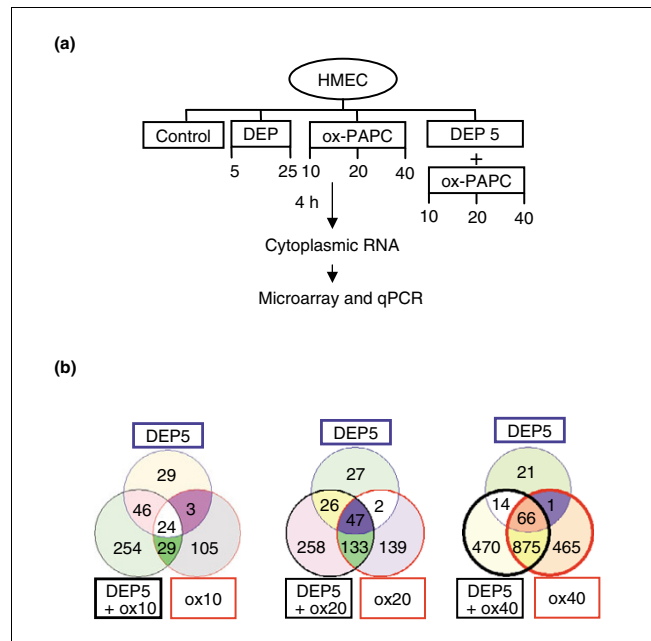 (a)
HMEC
Control DEP ox-PAPC DEP 5
5 25 10 20 40 +
ox-PAPC
4 h 10 20 40
Cytoplasmic RNA
Microarray and qPCR
(b)
DEP5 DEP5 DEP5
29 27 21
46 3 26 2 14 1
24 47 66
254 29 105 258 133 139 470 875 465
DEP5 + ox10 ox10 DEP5 + ox20 ox20 DEP5 + ox40 ox40